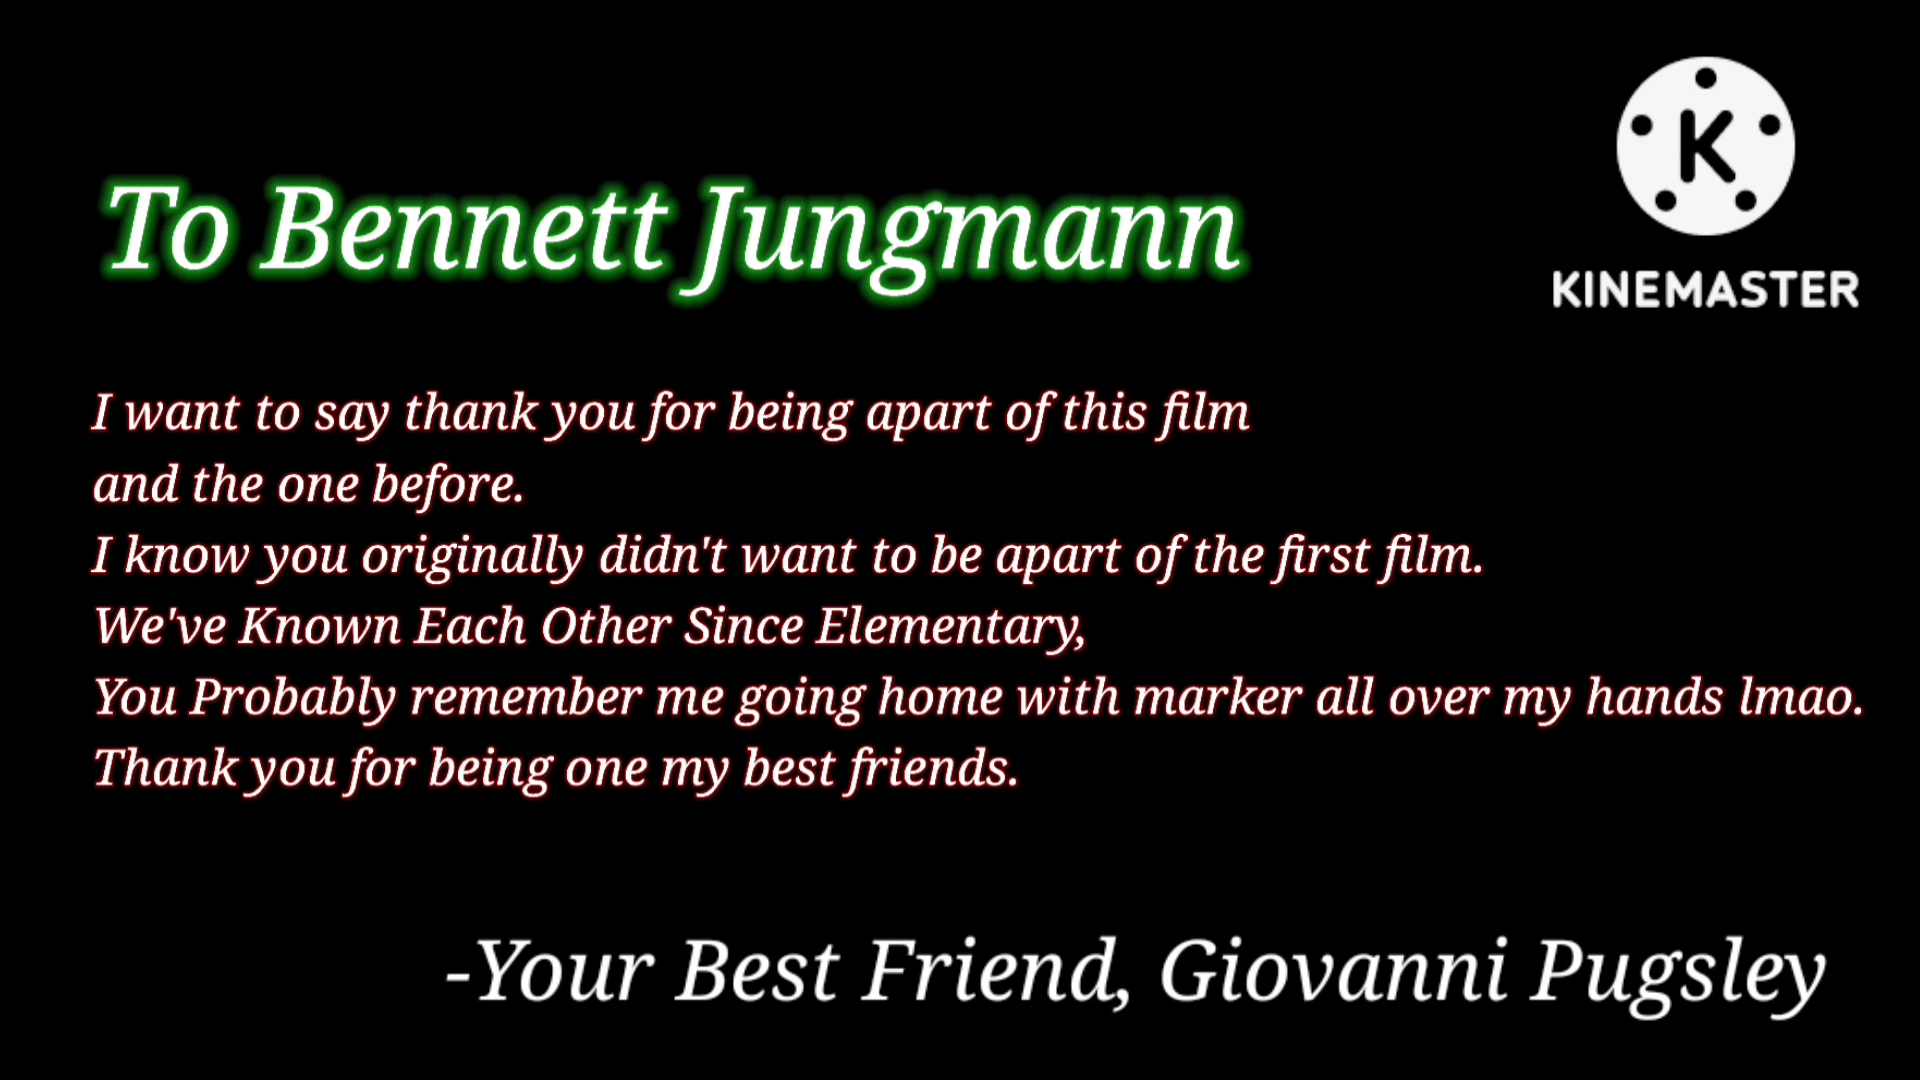 K
KINEMASTER
To Bennett Jungmann
I want to say thank you for being apart of this film
and the one before.
I know you originally didn't want to be apart of the first film.
We've Known Each Other Since Elementary,
You Probably remember me going home with marker all over my hands lmao.
Thank you for being one my best friends.
-Your Best Friend, Giovanni Pugsley